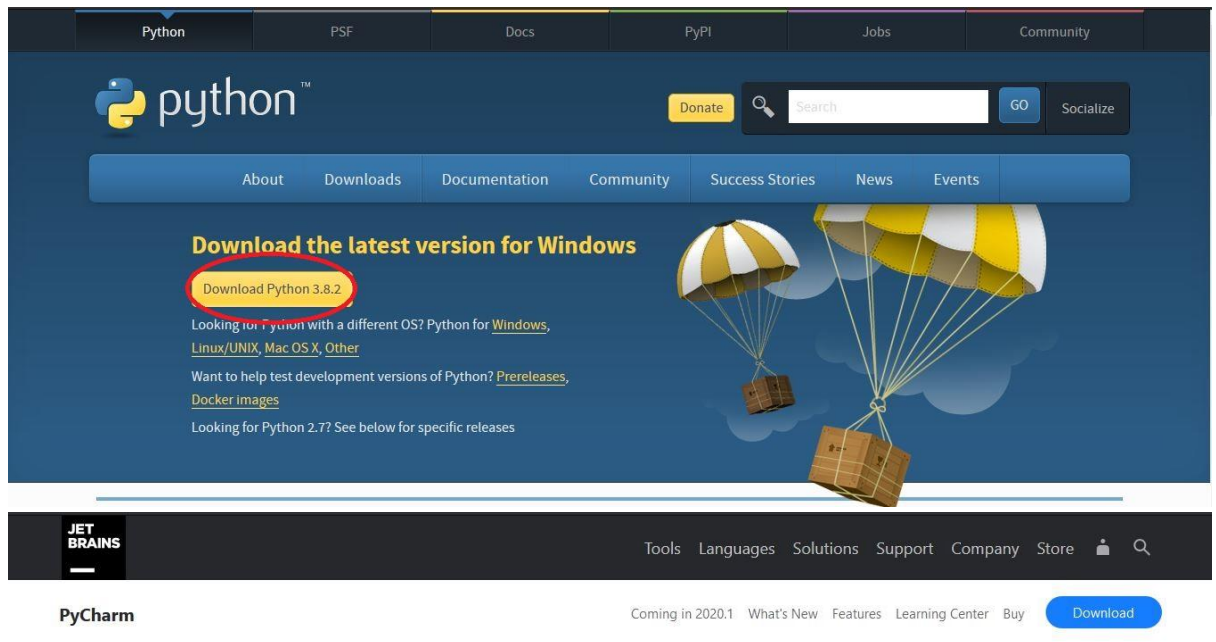 Python PSF Docs PyPI Jobs Community
python™
Donate Search GO Socialize
About Downloads Documentation Community Success Stories News Events
Download the latest version for Windows
Download Python 3.8.2
Looking for Python with a different OS? Python for Windows,
Linux/UNIX, Mac OS X, Other
Want to help test development versions of Python? Prereleases,
Docker images
Looking for Python 2.7? See below for specific releases
JET
BRAINS
Tools Languages Solutions Support Company Store
PyCharm
Coming in 2020.1 What's New Features Learning Center Buy Download